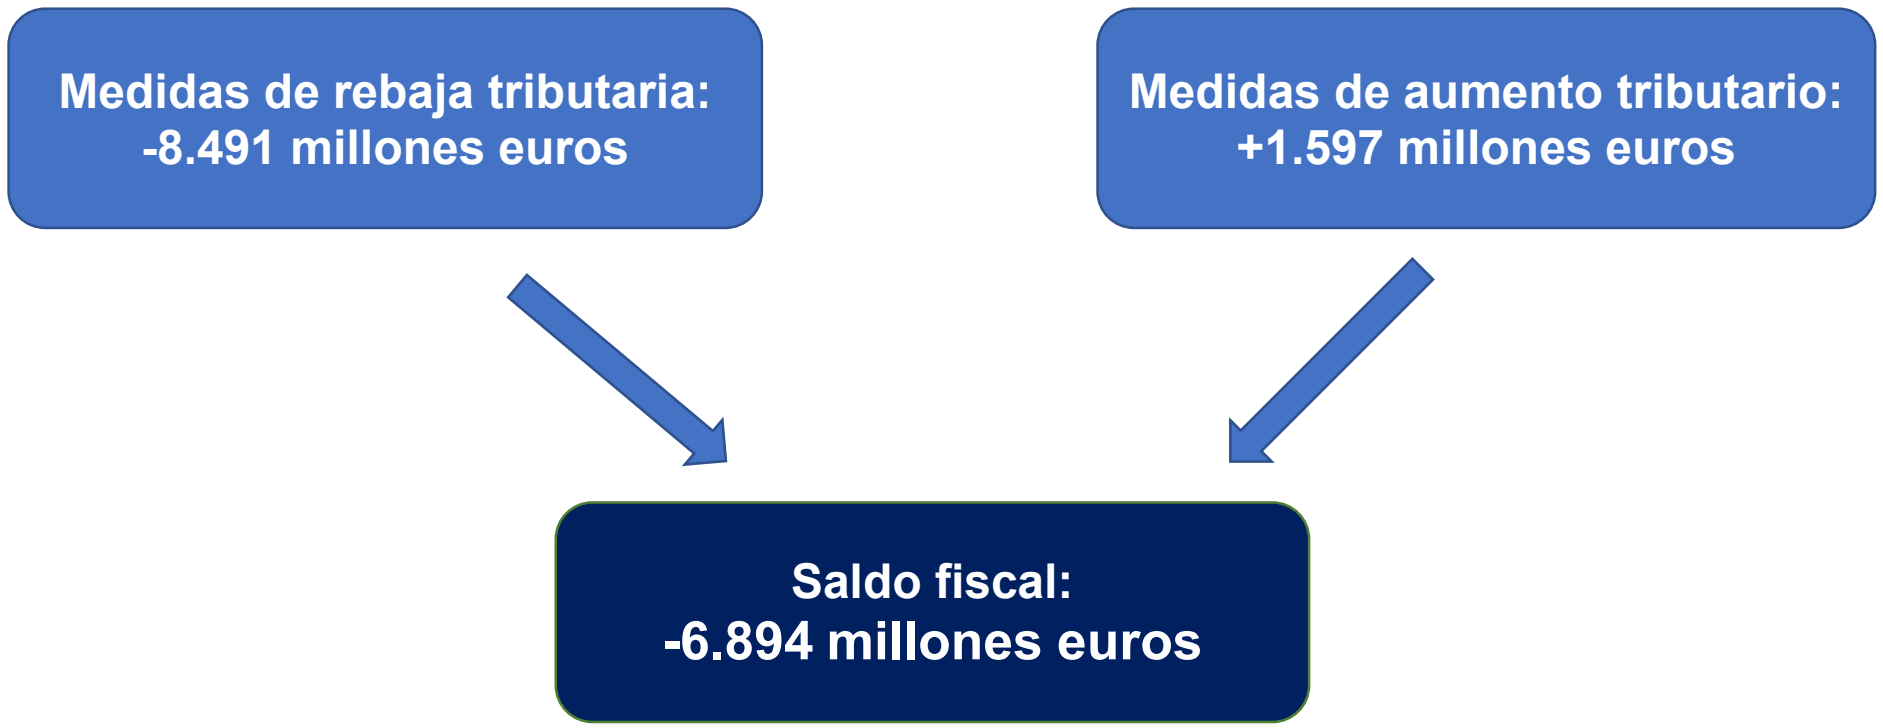 Medidas de rebaja tributaria:
-8.491 millones euros
Medidas de aumento tributario:
+1.597 millones euros
Saldo fiscal:
-6.894 millones euros